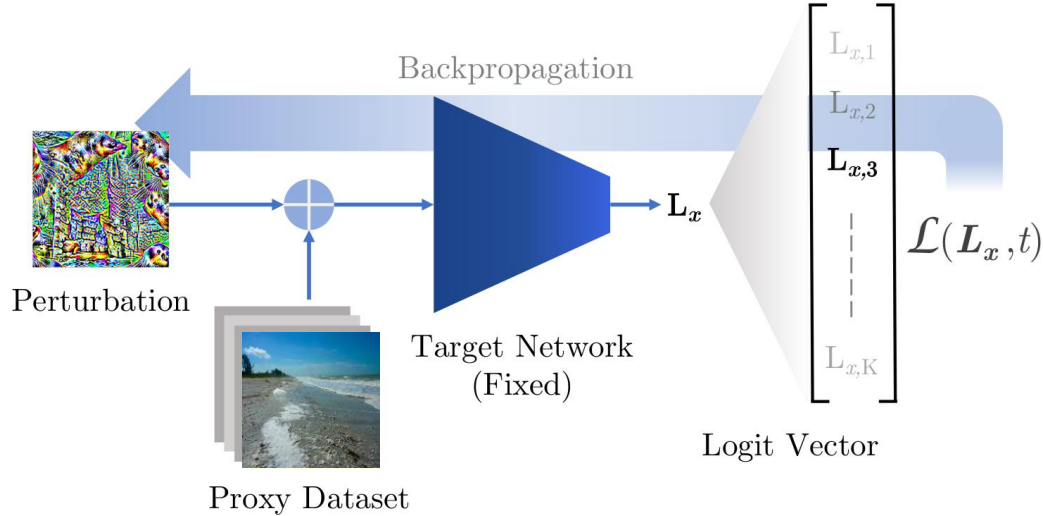 Backpropagation
Perturbation
Proxy Dataset
Target Network
(Fixed)
Lₓ
Lₓ,₁
Lₓ,₂
Lₓ,₃
Lₓ,K
Logit Vector
ℒ(Lₓ,t)